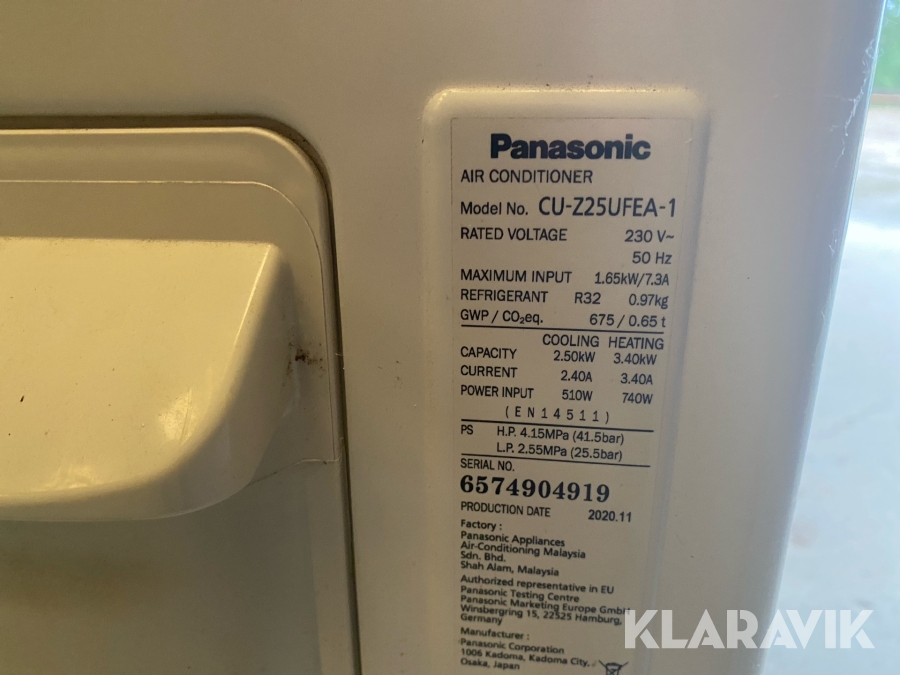 Panasonic
AIR CONDITIONER
Model No. CU-Z25UFEA-1
RATED VOLTAGE 230 V~
50 Hz
MAXIMUM INPUT 1.65kW/7.3A
REFRIGERANT R32 0.97kg
GWP / CO₂eq. 675 / 0.65 t
COOLING HEATING
CAPACITY 2.50kW 3.40kW
CURRENT 2.40A 3.40A
POWER INPUT 510W 740W
(EN14511)
PS H.P. 4.15MPa (41.5bar)
L.P. 2.55MPa (25.5bar)
SERIAL NO.
6574904919
PRODUCTION DATE 2020.11
Factory :
Panasonic Appliances
Air-Conditioning Malaysia
Sdn. Bhd.
Shah Alam, Malaysia
Authorized representative in EU
Panasonic Testing Centre
Panasonic Marketing Europe GmbH
Winsbergring 15, 22525 Hamburg,
Germany
Manufacturer :
Panasonic Corporation
1006 Kadoma, Kadoma City,
Osaka, Japan
KLARAVIK